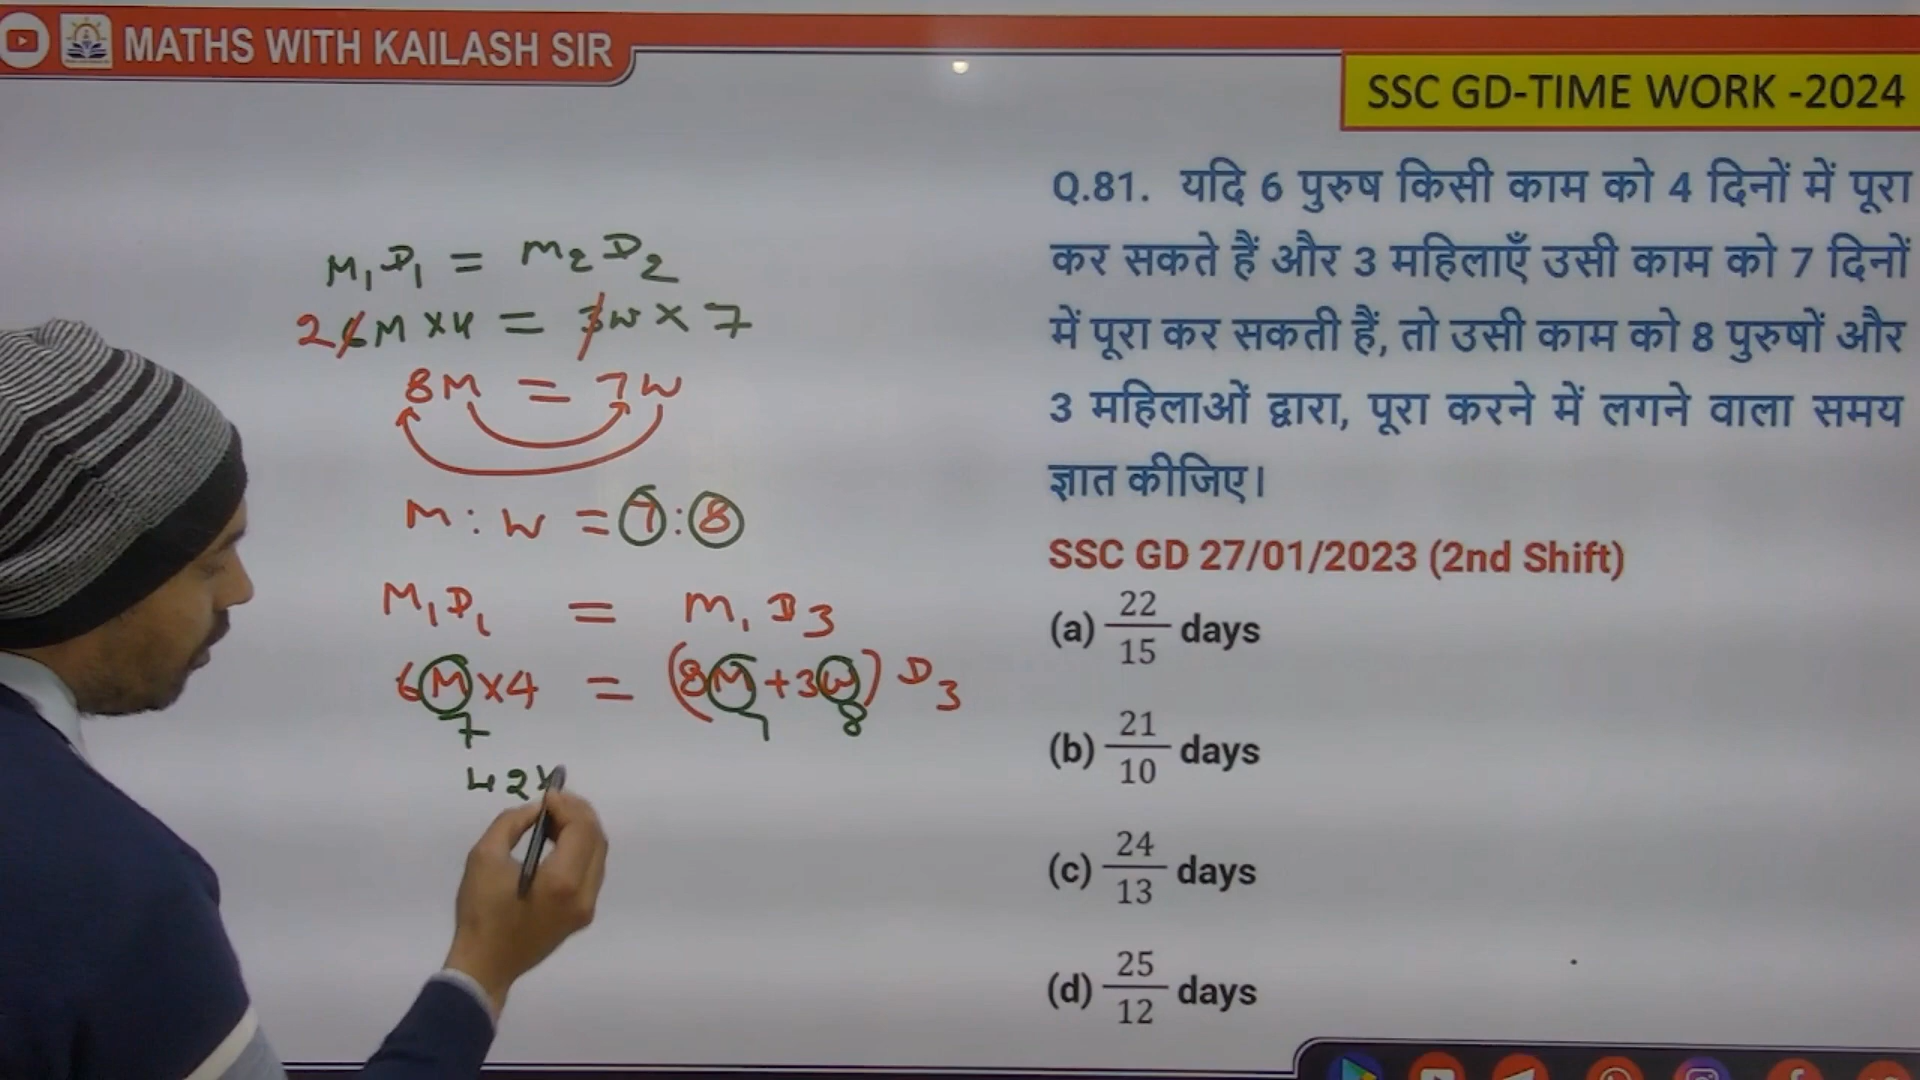 MATHS WITH KAILASH SIR
SSC GD-TIME WORK -2024
Q.81. यदि 6 पुरुष किसी काम को 4 दिनों में पूरा
कर सकते हैं और 3 महिलाएँ उसी काम को 7 दिनों
में पूरा कर सकती हैं, तो उसी काम को 8 पुरुषों और
3 महिलाओं द्वारा, पूरा करने में लगने वाला समय
ज्ञात कीजिए।
SSC GD 27/01/2023 (2nd Shift)
(a) 22/15 days
(b) 21/10 days
(c) 24/13 days
(d) 25/12 days
M₁D₁ = M₂D₂
2 6M×4 = 3W×7
8M = 7W
M : W = 7 : 8
M₁D₁ = M₁D₃
6M×4 = (8M+3W) D₃
7 7 8
42×